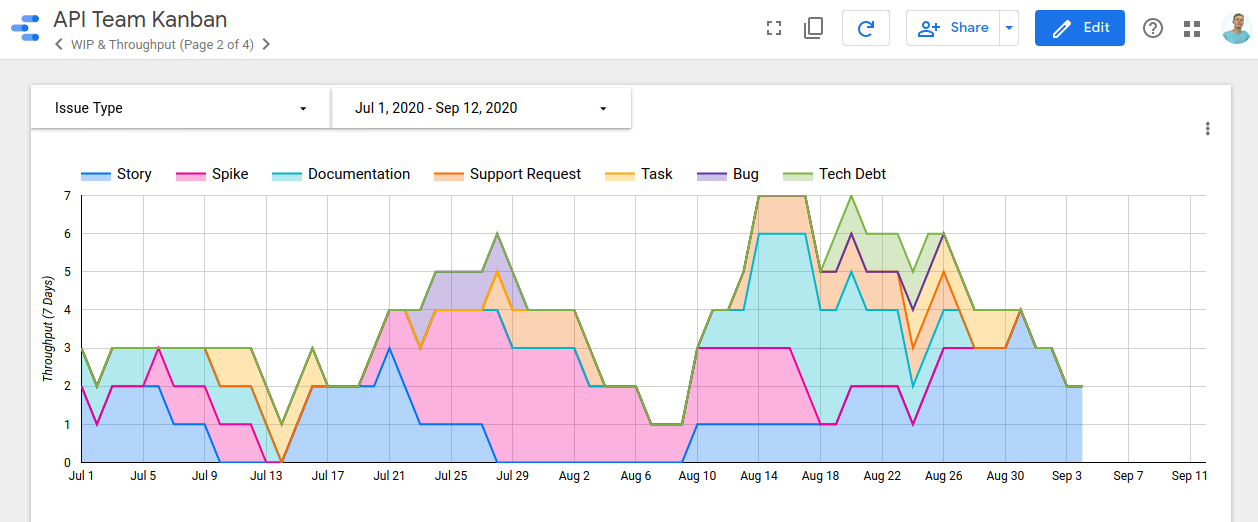 API Team Kanban
WIP & Throughput (Page 2 of 4)
Share
Edit
Issue Type
Jul 1, 2020 - Sep 12, 2020
Story Spike Documentation Support Request Task Bug Tech Debt
Throughput (7 Days)
7
6
5
4
3
2
1
0
Jul 1 Jul 5 Jul 9 Jul 13 Jul 17 Jul 21 Jul 25 Jul 29 Aug 2 Aug 6 Aug 10 Aug 14 Aug 18 Aug 22 Aug 26 Aug 30 Sep 3 Sep 7 Sep 11